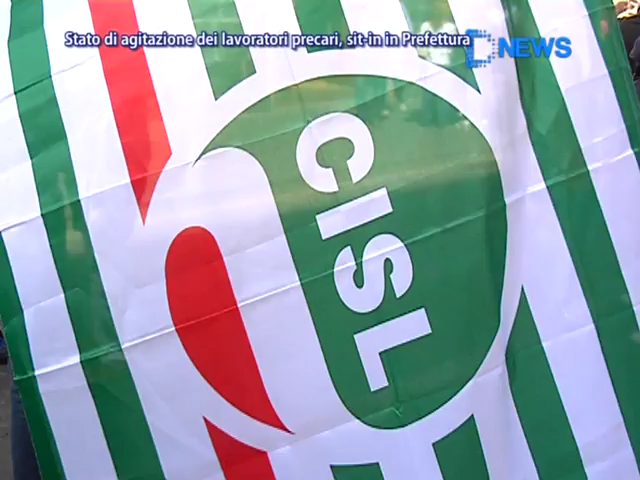 Stato di agitazione dei lavoratori precari, sit-in in Prefettura
D NEWS
CISL